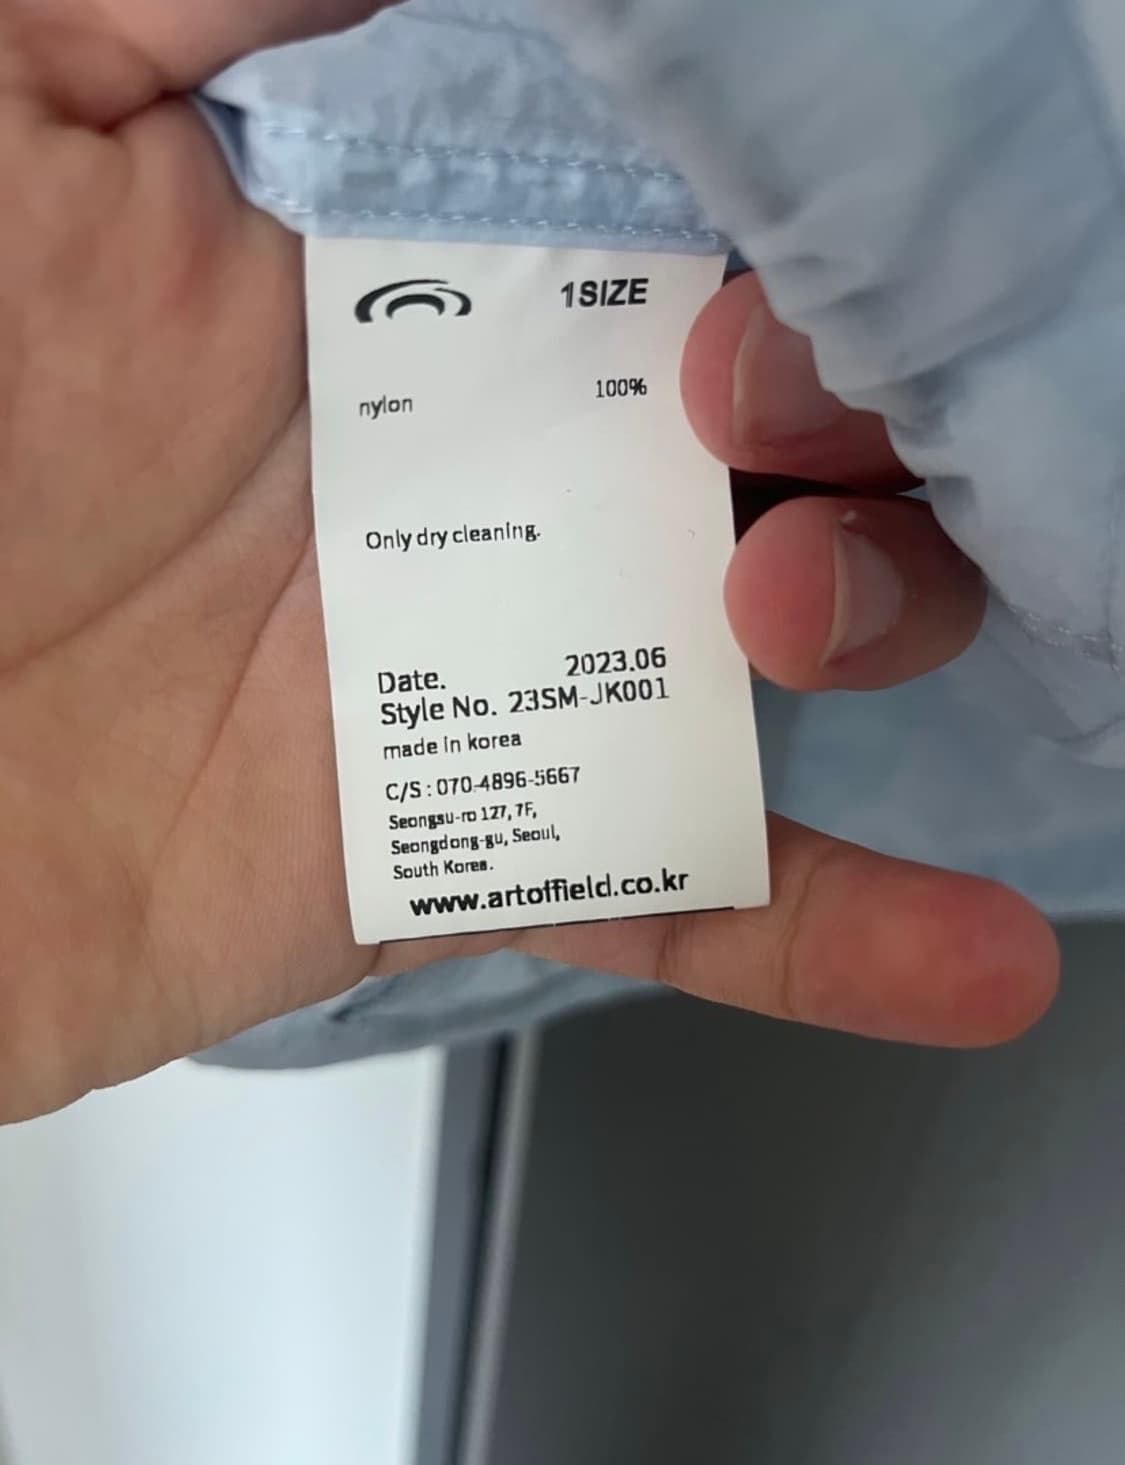 1SIZE
nylon 100%
Only dry cleaning.
Date. 2023.06
Style No. 23SM-JK001
made in korea
C/S : 070-4896-5667
Seongsu-ro 127, 7F,
Seongdong-gu, Seoul,
South Korea.
www.artoffield.co.kr